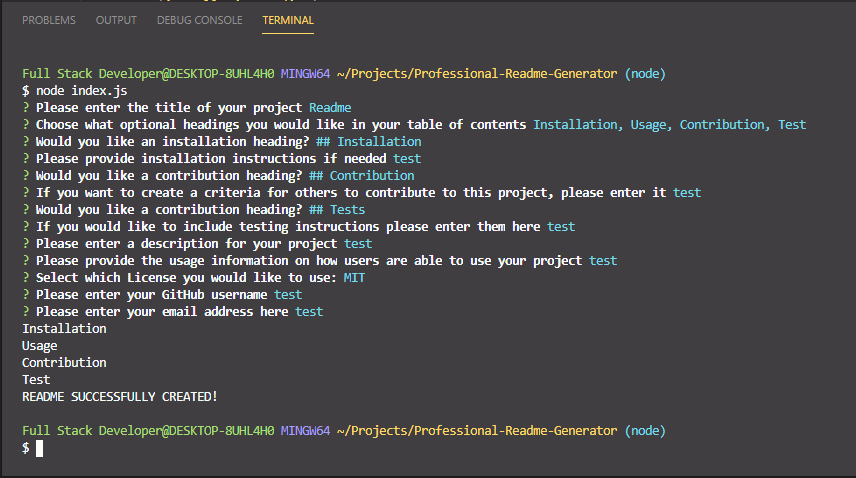 PROBLEMS OUTPUT DEBUG CONSOLE TERMINAL
Full Stack Developer@DESKTOP-8UHL4H0 MINGW64 ~/Projects/Professional-Readme-Generator (node)
$ node index.js
? Please enter the title of your project Readme
? Choose what optional headings you would like in your table of contents Installation, Usage, Contribution, Test
? Would you like an installation heading? ## Installation
? Please provide installation instructions if needed test
? Would you like a contribution heading? ## Contribution
? If you want to create a criteria for others to contribute to this project, please enter it test
? Would you like a contribution heading? ## Tests
? If you would like to include testing instructions please enter them here test
? Please enter a description for your project test
? Please provide the usage information on how users are able to use your project test
? Select which License you would like to use: MIT
? Please enter your GitHub username test
? Please enter your email address here test
Installation
Usage
Contribution
Test
README SUCCESSFULLY CREATED!
Full Stack Developer@DESKTOP-8UHL4H0 MINGW64 ~/Projects/Professional-Readme-Generator (node)
$